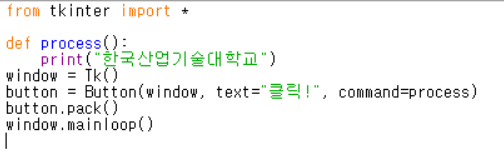 from tkinter import *
def process():
    print("한국산업기술대학교")
window = Tk()
button = Button(window, text="클릭!", command=process)
button.pack()
window.mainloop()